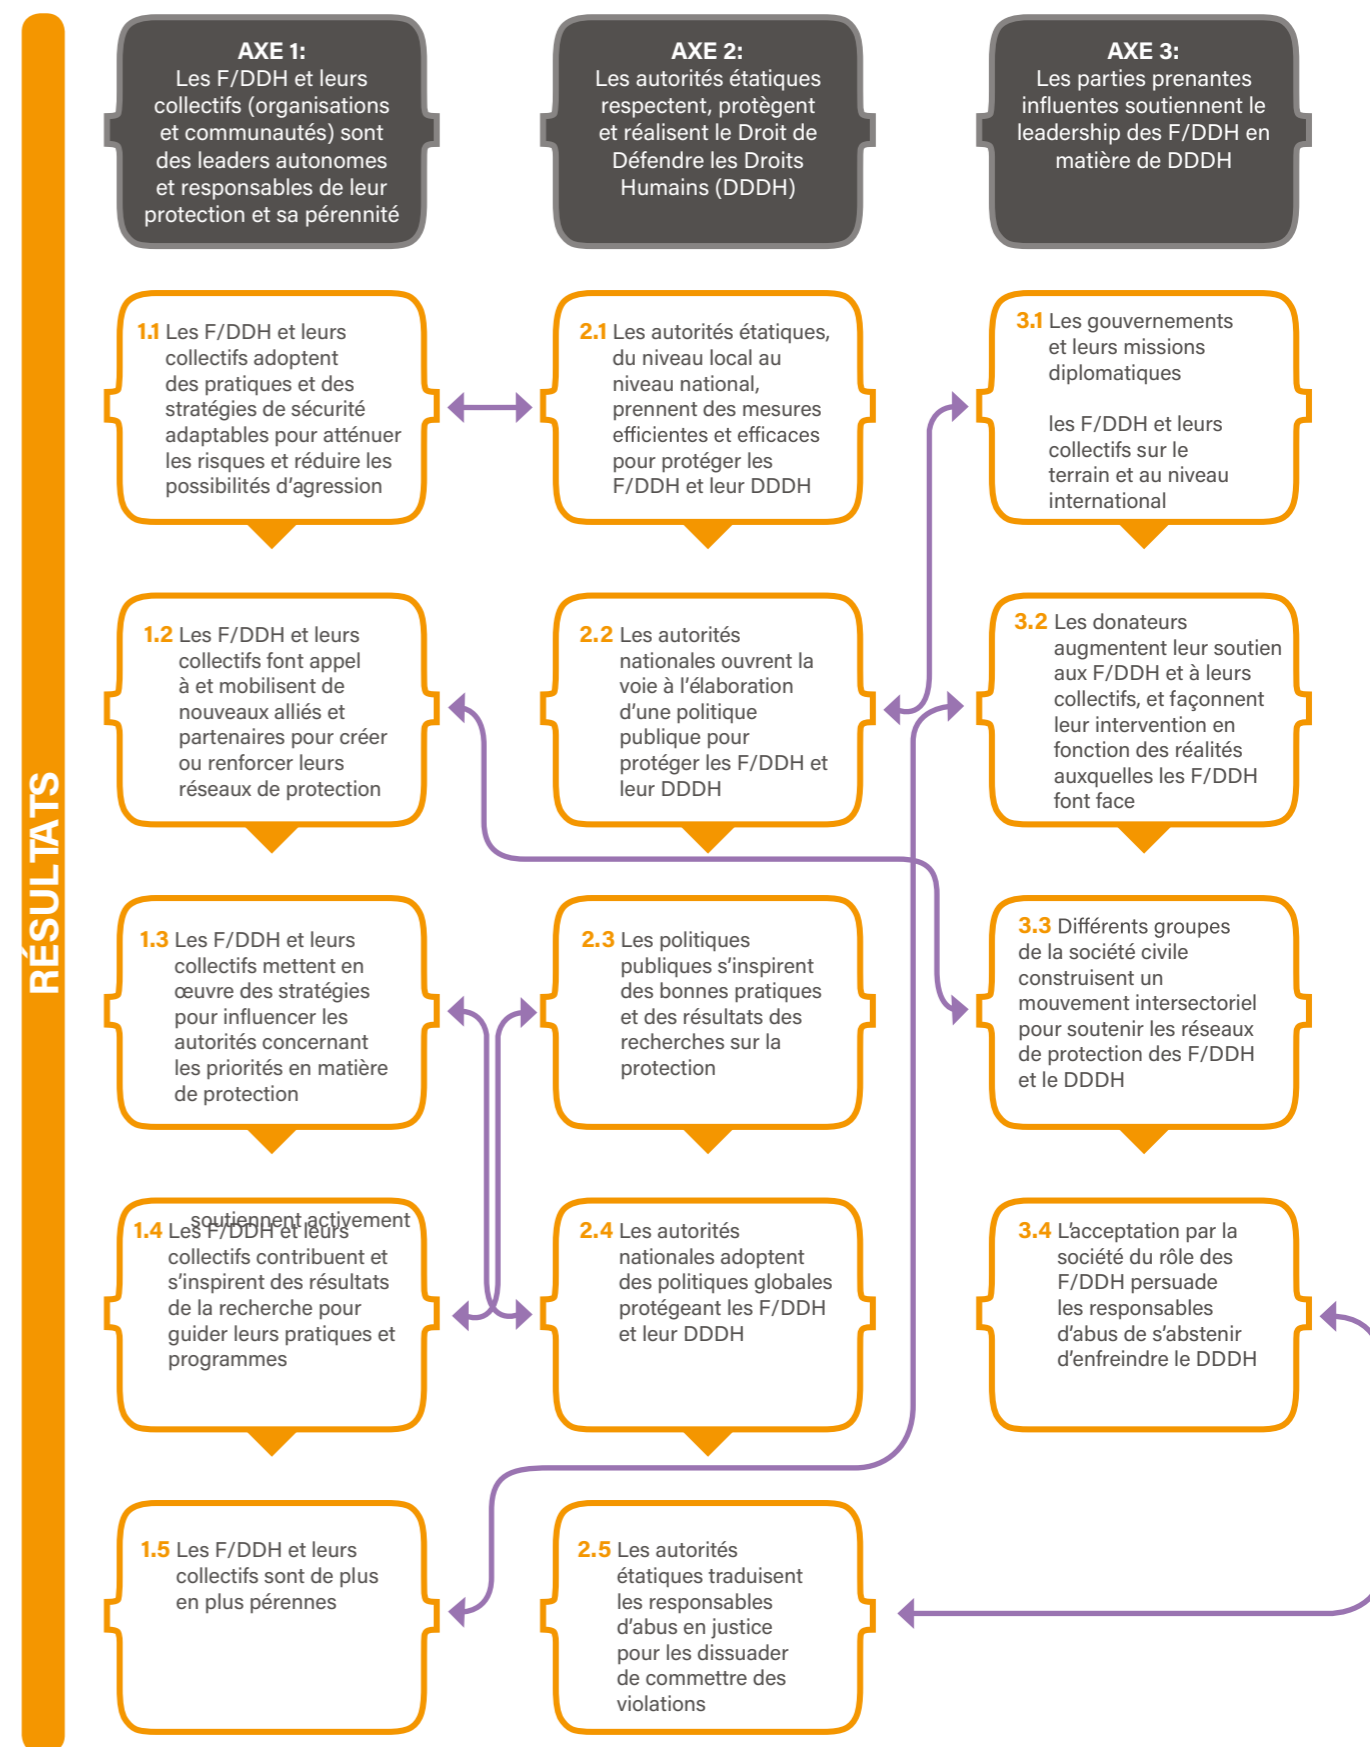 RÉSULTATS
AXE 1:
Les F/DDH et leurs
collectifs (organisations
et communautés) sont
des leaders autonomes
et responsables de leur
protection et sa pérennité
AXE 2:
Les autorités étatiques
respectent, protègent
et réalisent le Droit de
Défendre les Droits
Humains (DDDH)
AXE 3:
Les parties prenantes
influentes soutiennent le
leadership des F/DDH en
matière de DDDH
1.1 Les F/DDH et leurs
collectifs adoptent
des pratiques et des
stratégies de sécurité
adaptables pour atténuer
les risques et réduire les
possibilités d'agression
2.1 Les autorités étatiques,
du niveau local au
niveau national,
prennent des mesures
efficientes et efficaces
pour protéger les
F/DDH et leur DDDH
3.1 Les gouvernements
et leurs missions
diplomatiques
les F/DDH et leurs
collectifs sur le
terrain et au niveau
international
1.2 Les F/DDH et leurs
collectifs font appel
à et mobilisent de
nouveaux alliés et
partenaires pour créer
ou renforcer leurs
réseaux de protection
2.2 Les autorités
nationales ouvrent la
voie à l'élaboration
d'une politique
publique pour
protéger les F/DDH et
leur DDDH
3.2 Les donateurs
augmentent leur soutien
aux F/DDH et à leurs
collectifs, et façonnent
leur intervention en
fonction des réalités
auxquelles les F/DDH
font face
1.3 Les F/DDH et leurs
collectifs mettent en
œuvre des stratégies
pour influencer les
autorités concernant
les priorités en matière
de protection
2.3 Les politiques
publiques s'inspirent
des bonnes pratiques
et des résultats des
recherches sur la
protection
3.3 Différents groupes
de la société civile
construisent un
mouvement intersectoriel
pour soutenir les réseaux
de protection des F/DDH
et le DDDH
soutiennent activement
1.4 Les F/DDH et leurs
collectifs contribuent et
s'inspirent des résultats
de la recherche pour
guider leurs pratiques et
programmes
2.4 Les autorités
nationales adoptent
des politiques globales
protégeant les F/DDH
et leur DDDH
3.4 L'acceptation par la
société du rôle des
F/DDH persuade
les responsables
d'abus de s'abstenir
d'enfreindre le DDDH
1.5 Les F/DDH et leurs
collectifs sont de plus
en plus pérennes
2.5 Les autorités
étatiques traduisent
les responsables
d'abus en justice
pour les dissuader
de commettre des
violations